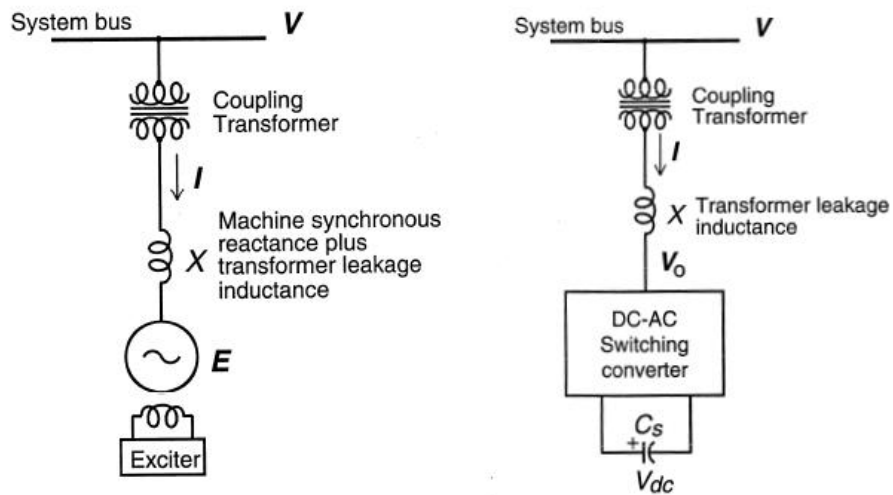 System bus V
Coupling
Transformer
I
X
Machine synchronous
reactance plus
transformer leakage
inductance
E
Exciter
System bus V
Coupling
Transformer
I
X
Transformer leakage
inductance
Vo
DC-AC
Switching
converter
Cs
+
Vdc